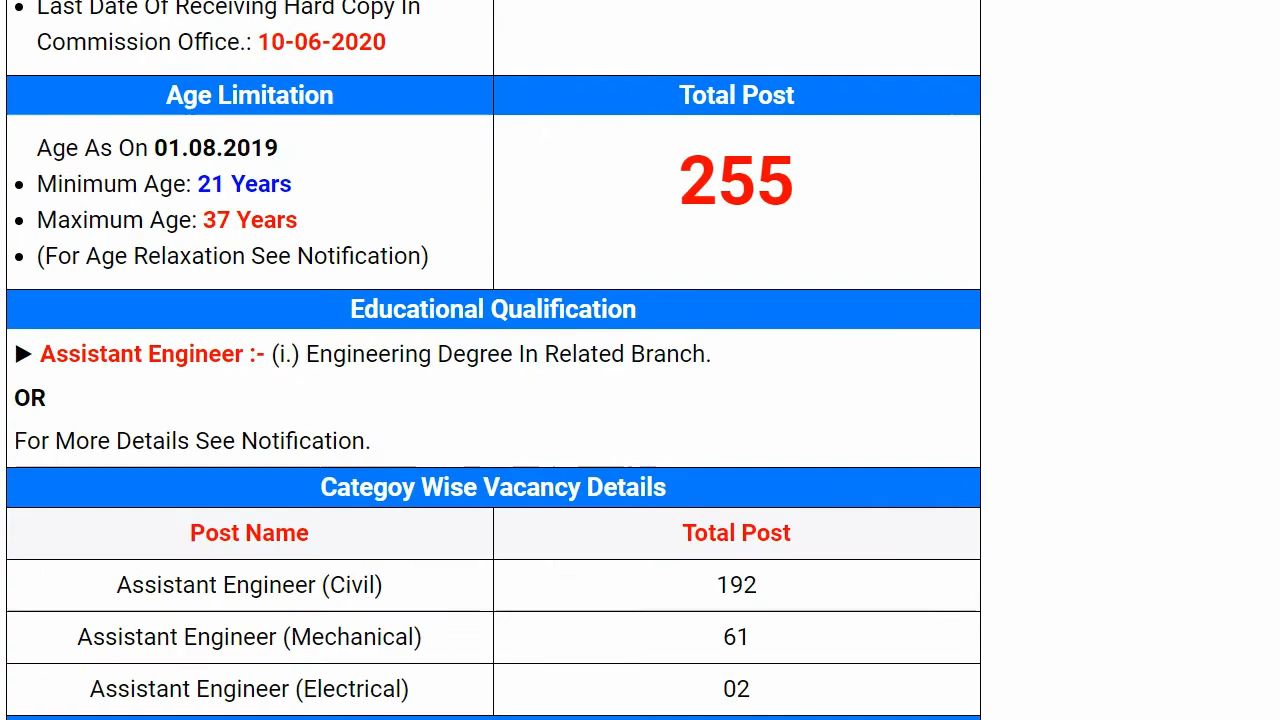 Last Date Of Receiving Hard Copy In
Commission Office.: 10-06-2020
Age Limitation
Total Post
Age As On 01.08.2019
Minimum Age: 21 Years
Maximum Age: 37 Years
(For Age Relaxation See Notification)
255
Educational Qualification
▶ Assistant Engineer :- (i.) Engineering Degree In Related Branch.
OR
For More Details See Notification.
Categoy Wise Vacancy Details
Post Name
Total Post
Assistant Engineer (Civil)
192
Assistant Engineer (Mechanical)
61
Assistant Engineer (Electrical)
02